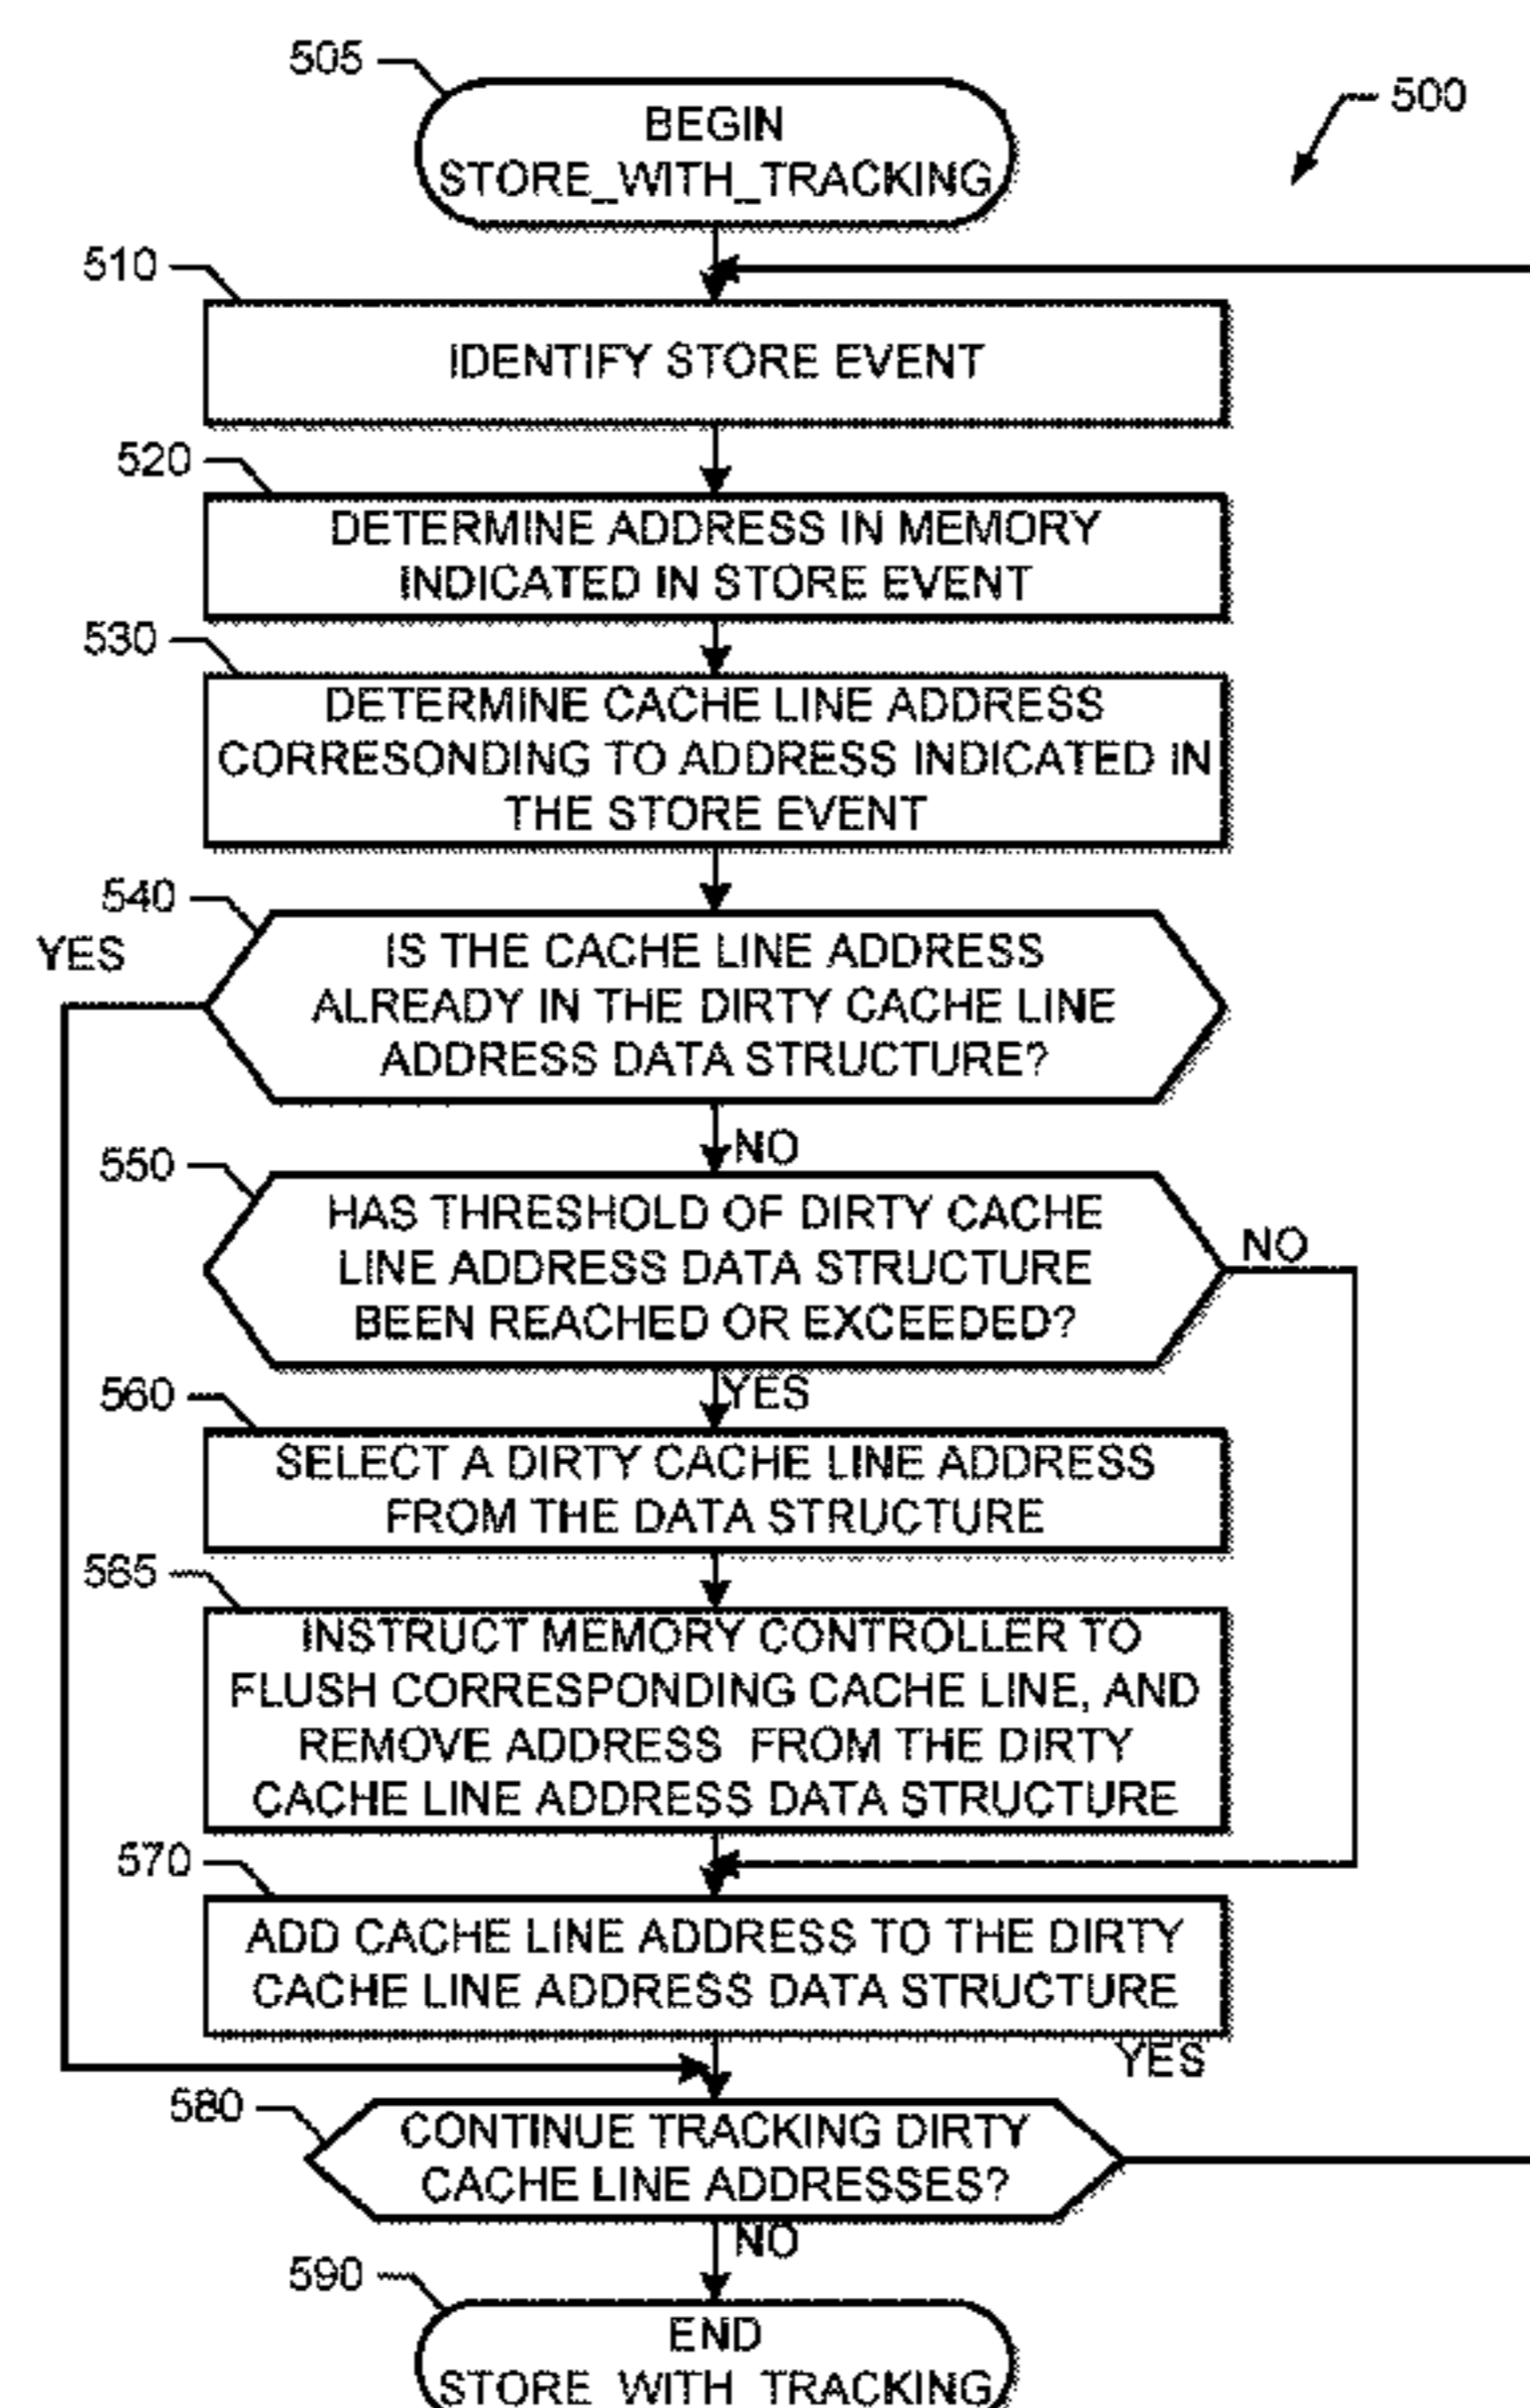 505
BEGIN
STORE_WITH_TRACKING
500
510
IDENTIFY STORE EVENT
520
DETERMINE ADDRESS IN MEMORY
INDICATED IN STORE EVENT
530
DETERMINE CACHE LINE ADDRESS
CORRESONDING TO ADDRESS INDICATED IN
THE STORE EVENT
540
YES
IS THE CACHE LINE ADDRESS
ALREADY IN THE DIRTY CACHE LINE
ADDRESS DATA STRUCTURE?
NO
550
HAS THRESHOLD OF DIRTY CACHE
LINE ADDRESS DATA STRUCTURE
BEEN REACHED OR EXCEEDED?
NO
YES
560
SELECT A DIRTY CACHE LINE ADDRESS
FROM THE DATA STRUCTURE
565
INSTRUCT MEMORY CONTROLLER TO
FLUSH CORRESPONDING CACHE LINE, AND
REMOVE ADDRESS FROM THE DIRTY
CACHE LINE ADDRESS DATA STRUCTURE
570
ADD CACHE LINE ADDRESS TO THE DIRTY
CACHE LINE ADDRESS DATA STRUCTURE
YES
580
CONTINUE TRACKING DIRTY
CACHE LINE ADDRESSES?
NO
590
END
STORE_WITH_TRACKING